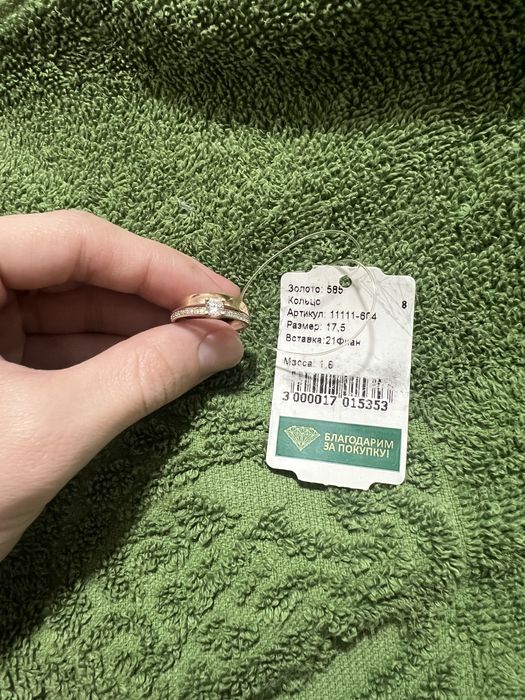 Золото: 585
8
Кольцо
Артикул: 11111-604
Размер: 17,5
Вставка:21Фиан
Масса: 1,6
3 000017 015353
БЛАГОДАРИМ
ЗА ПОКУПКУ!